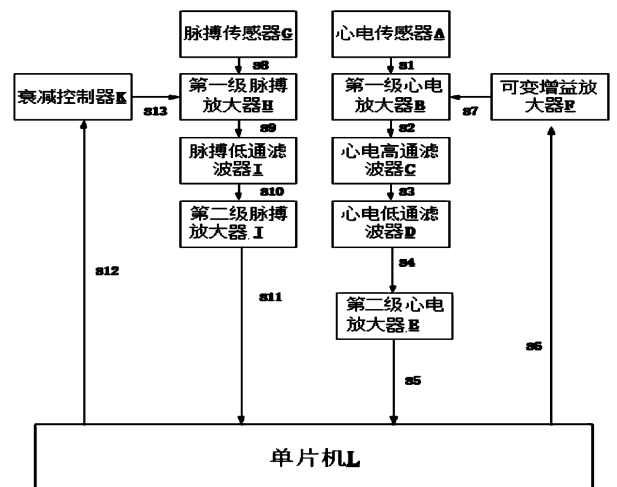 脉搏传感器G
心电传感器A
s8
s1
衰减控制器K
s13
第一级脉搏
放大器H
第一级心电
放大器B
s7
可变增益放
大器F
s9
s2
脉搏低通滤
波器I
心电高通滤
波器C
s10
s3
第二级脉搏
放大器J
心电低通滤
波器D
s12
s11
s4
第二级心电
放大器E
s6
s5
单片机L